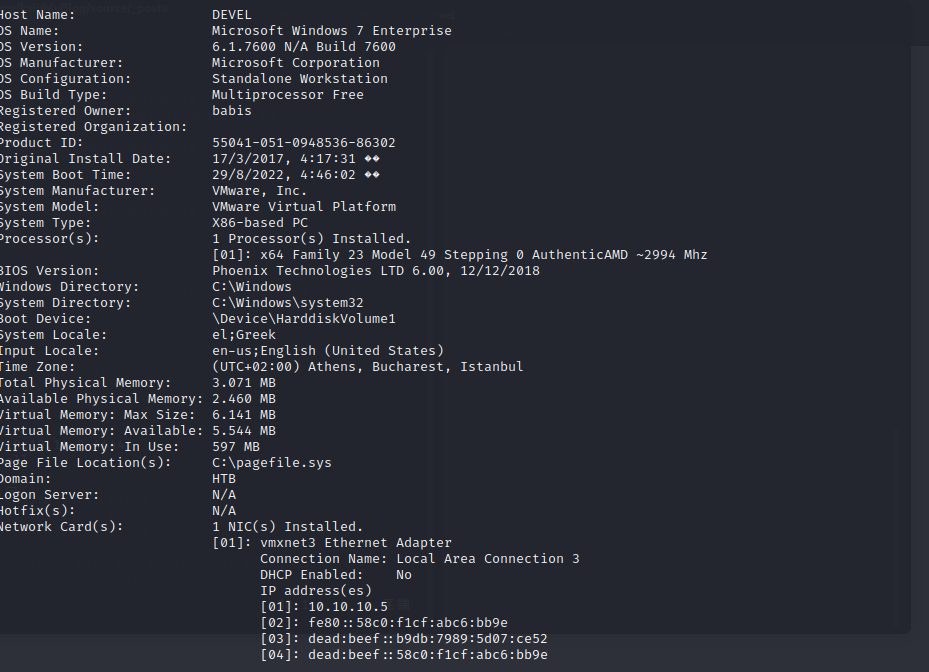 Host Name: DEVEL
OS Name: Microsoft Windows 7 Enterprise
OS Version: 6.1.7600 N/A Build 7600
OS Manufacturer: Microsoft Corporation
OS Configuration: Standalone Workstation
OS Build Type: Multiprocessor Free
Registered Owner: babis
Registered Organization:
Product ID: 55041-051-0948536-86302
Original Install Date: 17/3/2017, 4:17:31 ��
System Boot Time: 29/8/2022, 4:46:02 ��
System Manufacturer: VMware, Inc.
System Model: VMware Virtual Platform
System Type: X86-based PC
Processor(s): 1 Processor(s) Installed.
[01]: x64 Family 23 Model 49 Stepping 0 AuthenticAMD ~2994 Mhz
BIOS Version: Phoenix Technologies LTD 6.00, 12/12/2018
Windows Directory: C:\Windows
System Directory: C:\Windows\system32
Boot Device: \Device\HarddiskVolume1
System Locale: el;Greek
Input Locale: en-us;English (United States)
Time Zone: (UTC+02:00) Athens, Bucharest, Istanbul
Total Physical Memory: 3.071 MB
Available Physical Memory: 2.460 MB
Virtual Memory: Max Size: 6.141 MB
Virtual Memory: Available: 5.544 MB
Virtual Memory: In Use: 597 MB
Page File Location(s): C:\pagefile.sys
Domain: HTB
Logon Server: N/A
Hotfix(s): N/A
Network Card(s): 1 NIC(s) Installed.
[01]: vmxnet3 Ethernet Adapter
Connection Name: Local Area Connection 3
DHCP Enabled: No
IP address(es)
[01]: 10.10.10.5
[02]: fe80::58c0:f1cf:abc6:bb9e
[03]: dead:beef::b9db:7989:5d07:ce52
[04]: dead:beef::58c0:f1cf:abc6:bb9e